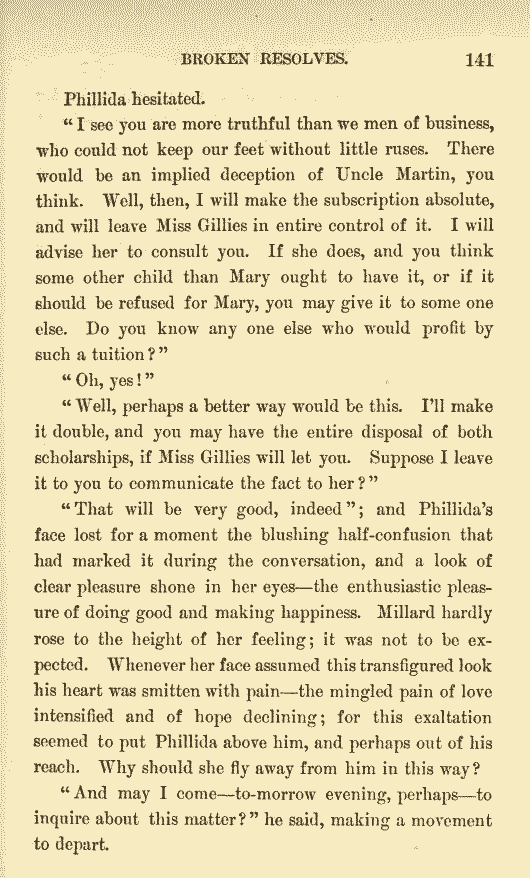 BROKEN RESOLVES. 141
Phillida hesitated.
“I see you are more truthful than we men of business,
who could not keep our feet without little ruses. There
would be an implied deception of Uncle Martin, you
think. Well, then, I will make the subscription absolute,
and will leave Miss Gillies in entire control of it. I will
advise her to consult you. If she does, and you think
some other child than Mary ought to have it, or if it
should be refused for Mary, you may give it to some one
else. Do you know any one else who would profit by
such a tuition?”
“Oh, yes!”
“Well, perhaps a better way would be this. I’ll make
it double, and you may have the entire disposal of both
scholarships, if Miss Gillies will let you. Suppose I leave
it to you to communicate the fact to her?”
“That will be very good, indeed”; and Phillida’s
face lost for a moment the blushing half-confusion that
had marked it during the conversation, and a look of
clear pleasure shone in her eyes—the enthusiastic pleas-
ure of doing good and making happiness. Millard hardly
rose to the height of her feeling; it was not to be ex-
pected. Whenever her face assumed this transfigured look
his heart was smitten with pain—the mingled pain of love
intensified and of hope declining; for this exaltation
seemed to put Phillida above him, and perhaps out of his
reach. Why should she fly away from him in this way?
“And may I come—to-morrow evening, perhaps—to
inquire about this matter?” he said, making a movement
to depart.